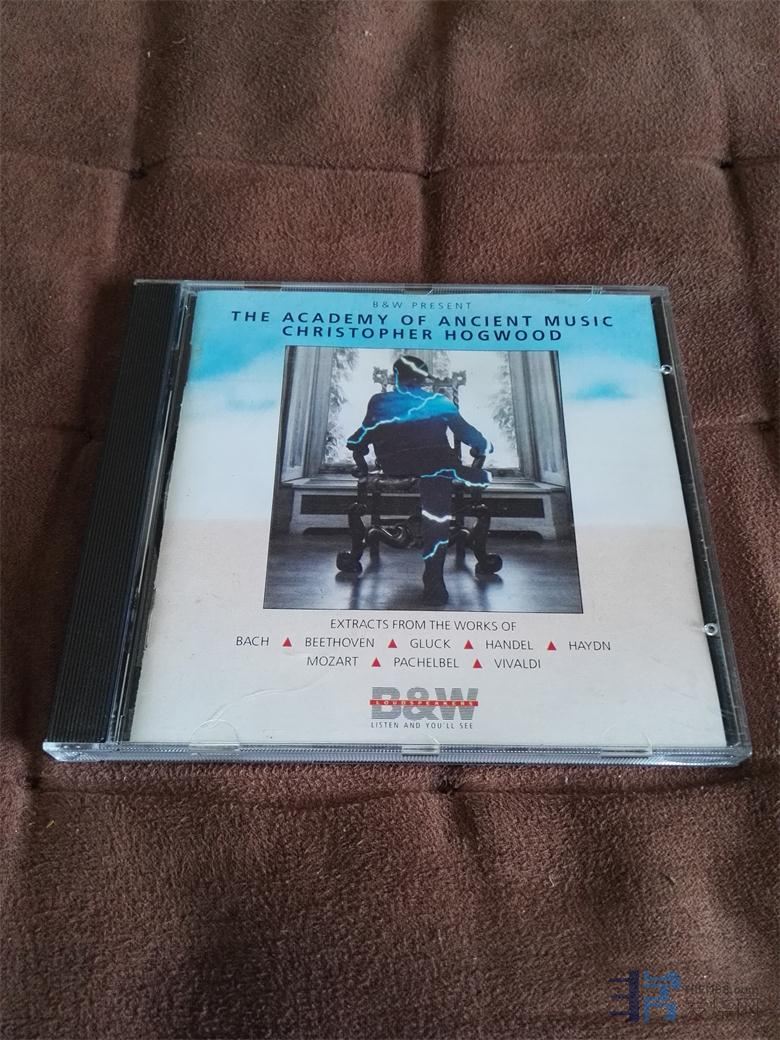 B&W PRESENT
THE ACADEMY OF ANCIENT MUSIC
CHRISTOPHER HOGWOOD
EXTRACTS FROM THE WORKS OF
BACH ▲ BEETHOVEN ▲ GLUCK ▲ HANDEL ▲ HAYDN
MOZART ▲ PACHELBEL ▲ VIVALDI
B&W
LOUDSPEAKERS
LISTEN AND YOU'LL SEE